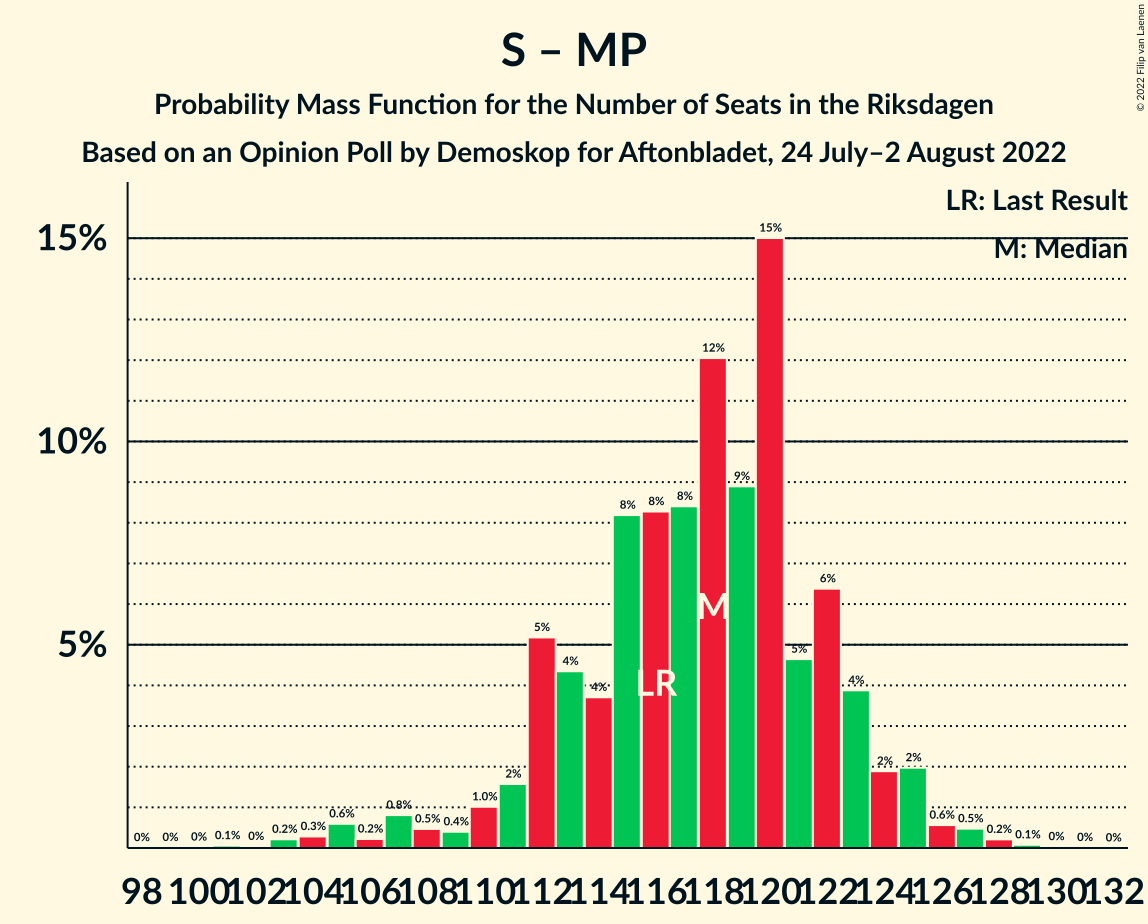 S – MP
Probability Mass Function for the Number of Seats in the Riksdagen
Based on an Opinion Poll by Demoskop for Aftonbladet, 24 July–2 August 2022
© 2022 Filip van Laenen
LR: Last Result
M: Median
15%
10%
5%
0% 0% 0% 0.1% 0% 0.2% 0.3% 0.6% 0.2% 0.8% 0.5% 0.4% 1.0% 2% 5% 4% 4% 8% 8% 8% 12% 9% 15% 5% 6% 4% 2% 2% 0.6% 0.5% 0.2% 0.1% 0% 0% 0%
M
LR
98 100 102 104 106 108 110 112 114 116 118 120 122 124 126 128 130 132